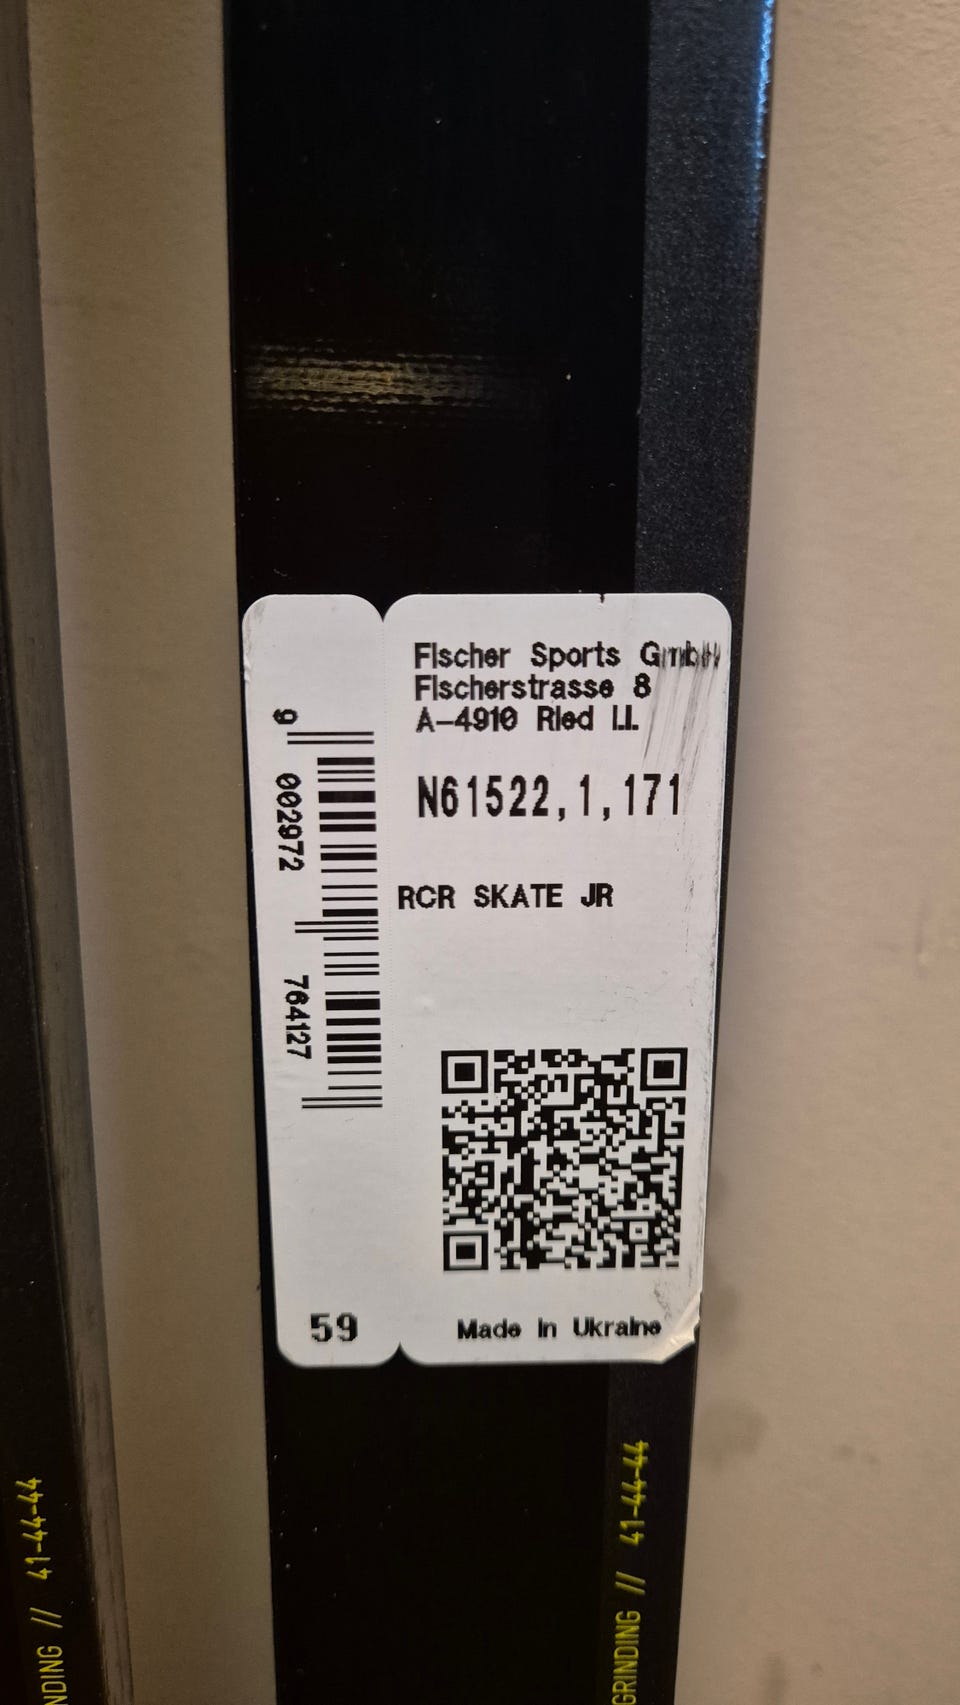 Fischer Sports GmbH
Fischerstrasse 8
A-4910 Ried i.I.
N61522,1,171
RCR SKATE JR
9 002972 764127
59
Made in Ukraine
NDING // 41-44-44
GRINDING // 41-44-44